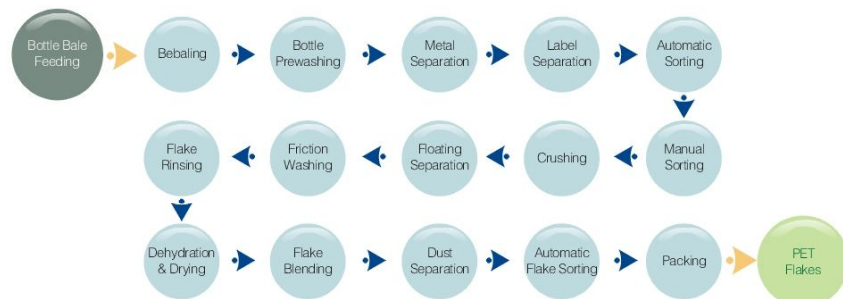 Bottle Bale
Feeding
Bebaling
Bottle
Prewashing
Metal
Separation
Label
Separation
Automatic
Sorting
Manual
Sorting
Crushing
Floating
Separation
Friction
Washing
Flake
Rinsing
Dehydration
& Drying
Flake
Blending
Dust
Separation
Automatic
Flake Sorting
Packing
PET
Flakes